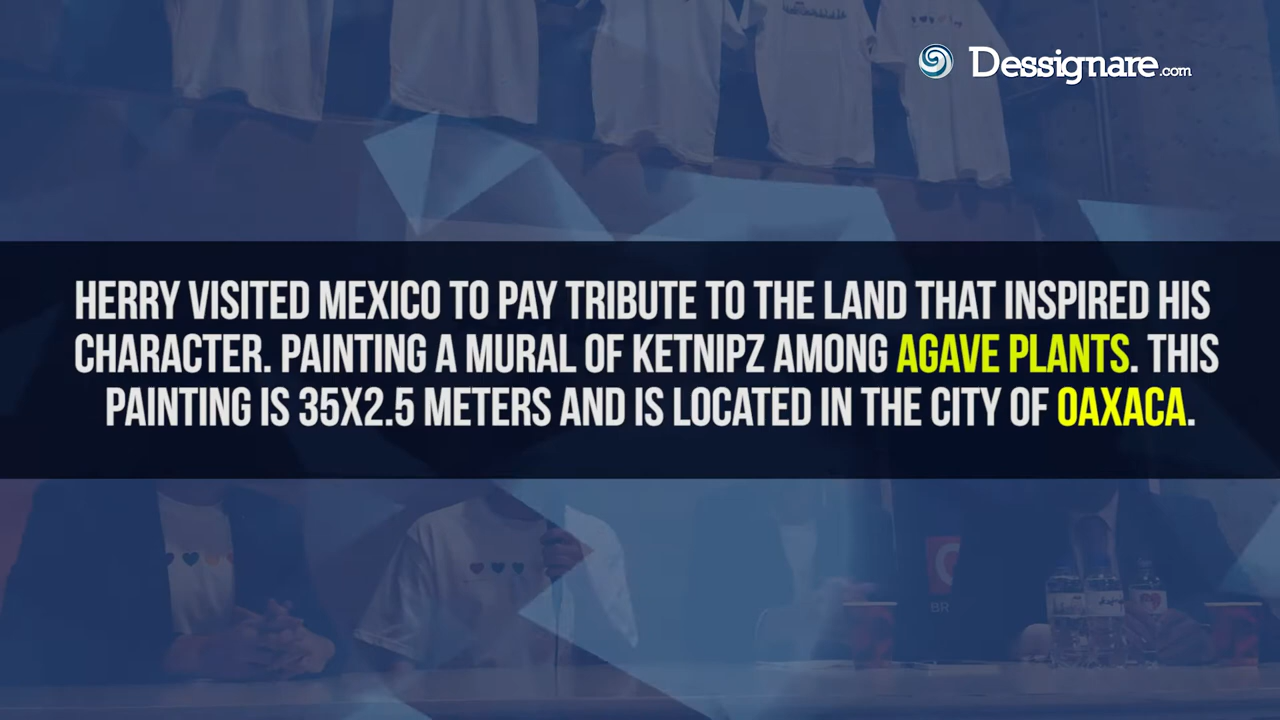 Dessignare.com
HERRY VISITED MEXICO TO PAY TRIBUTE TO THE LAND THAT INSPIRED HIS
CHARACTER. PAINTING A MURAL OF KETNIPZ AMONG AGAVE PLANTS. THIS
PAINTING IS 35X2.5 METERS AND IS LOCATED IN THE CITY OF OAXACA.
BR